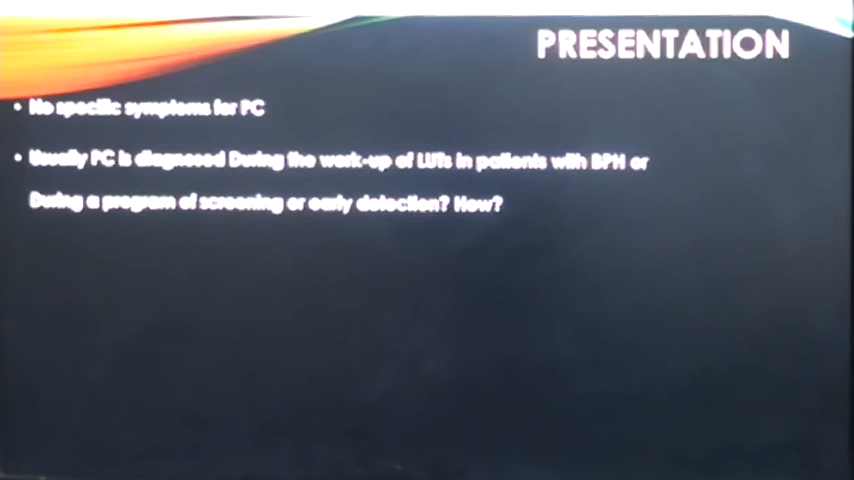 PRESENTATION
• No specific symptoms for PC
• Usually PC is diagnosed During the work-up of LUTs in patients with BPH or
During a program of screening or early detection? How?